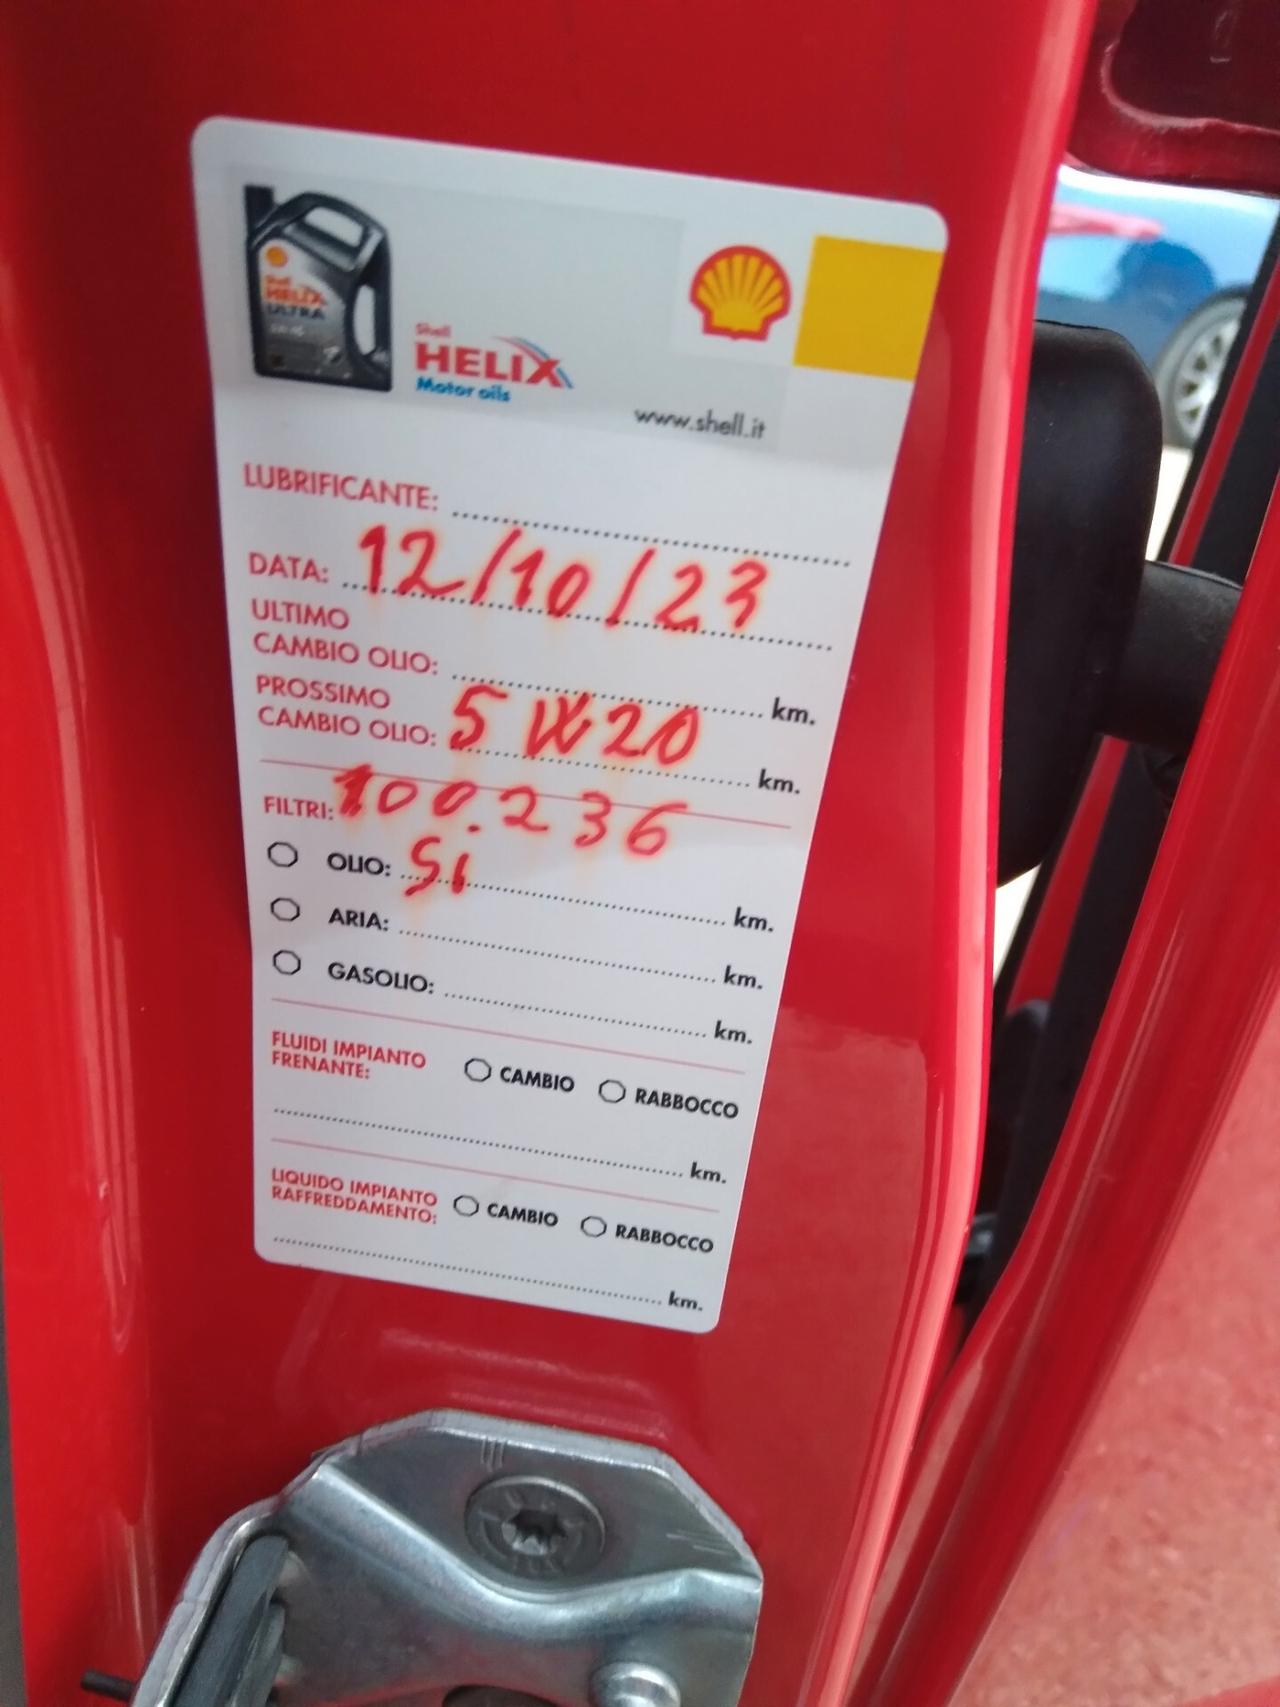 Shell
HELIX
ULTRA
Shell
HELIX
Motor oils
www.shell.it
LUBRIFICANTE:
DATA: 12/10/23
ULTIMO
CAMBIO OLIO: km.
PROSSIMO
CAMBIO OLIO: 5W20 km.
FILTRI: 100.236
OLIO: Si km.
ARIA: km.
GASOLIO: km.
FLUIDI IMPIANTO
FRENANTE: CAMBIO RABBOCCO
km.
LIQUIDO IMPIANTO
RAFFREDDAMENTO: CAMBIO RABBOCCO
km.